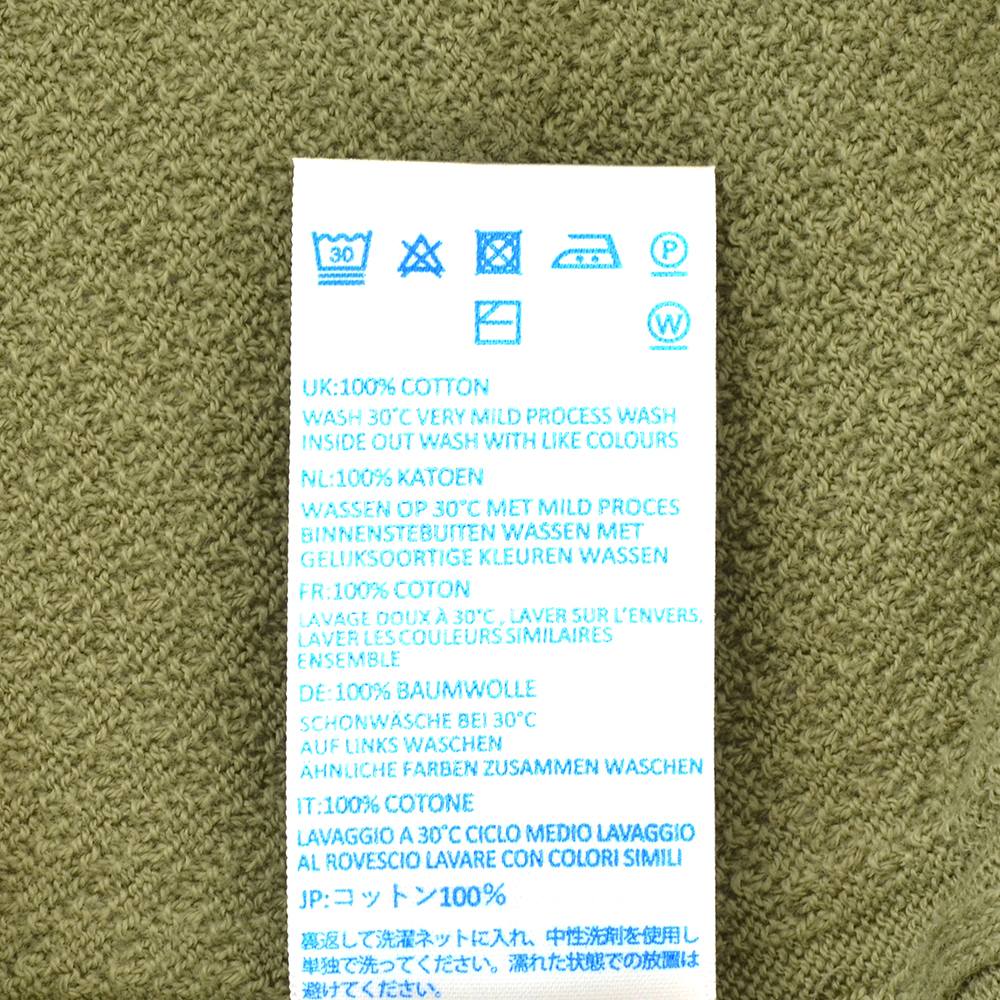 30
P
W
UK:100% COTTON
WASH 30°C VERY MILD PROCESS WASH
INSIDE OUT WASH WITH LIKE COLOURS
NL:100% KATOEN
WASSEN OP 30°C MET MILD PROCES
BINNENSTEBUITEN WASSEN MET
GELIJKSOORTIGE KLEUREN WASSEN
FR:100% COTON
LAVAGE DOUX À 30°C , LAVER SUR L'ENVERS,
LAVER LES COULEURS SIMILAIRES
ENSEMBLE
DE:100% BAUMWOLLE
SCHONWÄSCHE BEI 30°C
AUF LINKS WASCHEN
ÄHNLICHE FARBEN ZUSAMMEN WASCHEN
IT:100% COTONE
LAVAGGIO A 30°C CICLO MEDIO LAVAGGIO
AL ROVESCIO LAVARE CON COLORI SIMILI
JP:コットン100%
裏返して洗濯ネットに入れ、中性洗剤を使用し
単独で洗ってください。濡れた状態での放置は
避けてください。